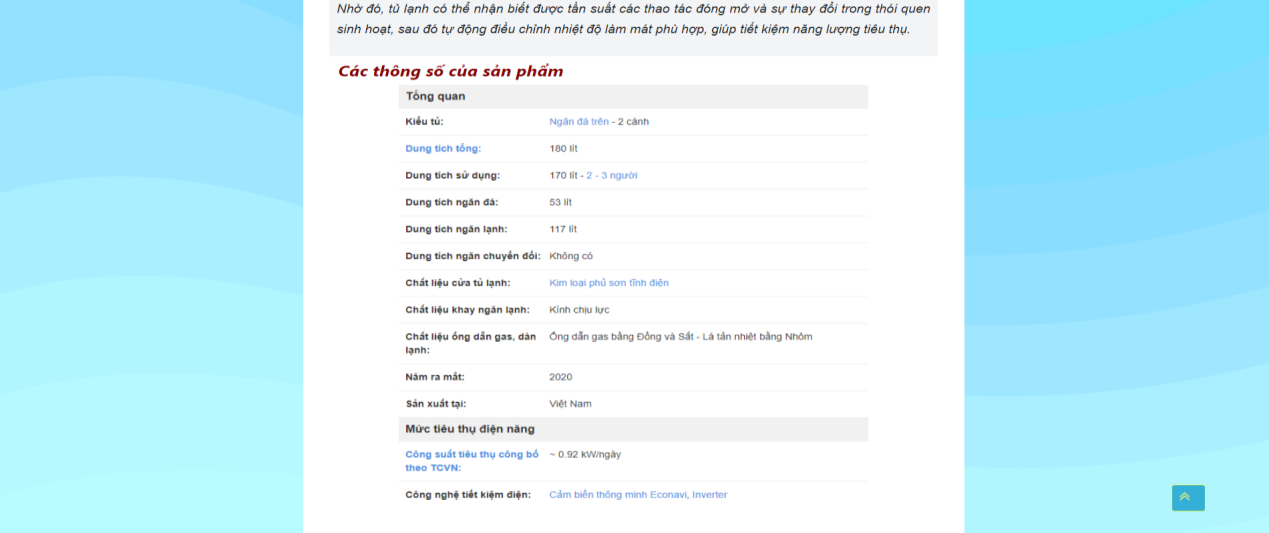 Nhờ đó, tủ lạnh có thể nhận biết được tần suất các thao tác đóng mở và sự thay đổi trong thói quen
sinh hoạt, sau đó tự động điều chỉnh nhiệt độ làm mát phù hợp, giúp tiết kiệm năng lượng tiêu thụ.
Các thông số của sản phẩm
Tổng quan
Kiểu tủ: Ngăn đá trên - 2 cánh
Dung tích tổng: 180 lít
Dung tích sử dụng: 170 lít - 2 - 3 người
Dung tích ngăn đá: 53 lít
Dung tích ngăn lạnh: 117 lít
Dung tích ngăn chuyển đổi: Không có
Chất liệu cửa tủ lạnh: Kim loại phủ sơn tĩnh điện
Chất liệu khay ngăn lạnh: Kính chịu lực
Chất liệu ống dẫn gas, dàn Ống dẫn gas bằng Đồng và Sắt - Lá tản nhiệt bằng Nhôm
lạnh:
Năm ra mắt: 2020
Sản xuất tại: Việt Nam
Mức tiêu thụ điện năng
Công suất tiêu thụ công bố ~ 0.92 kW/ngày
theo TCVN:
Công nghệ tiết kiệm điện: Cảm biến thông minh Econavi, Inverter